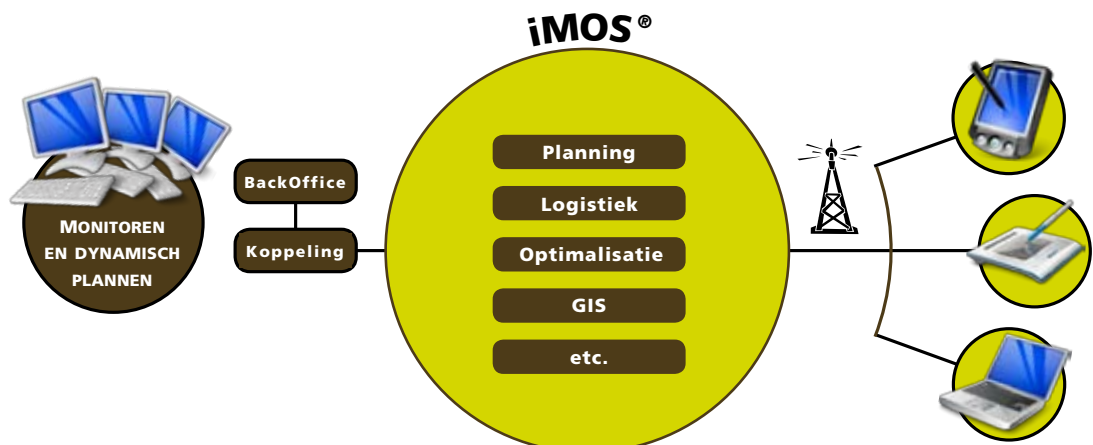 iMOS®
MONITOREN
EN DYNAMISCH
PLANNEN
BackOffice
Koppeling
Planning
Logistiek
Optimalisatie
GIS
etc.